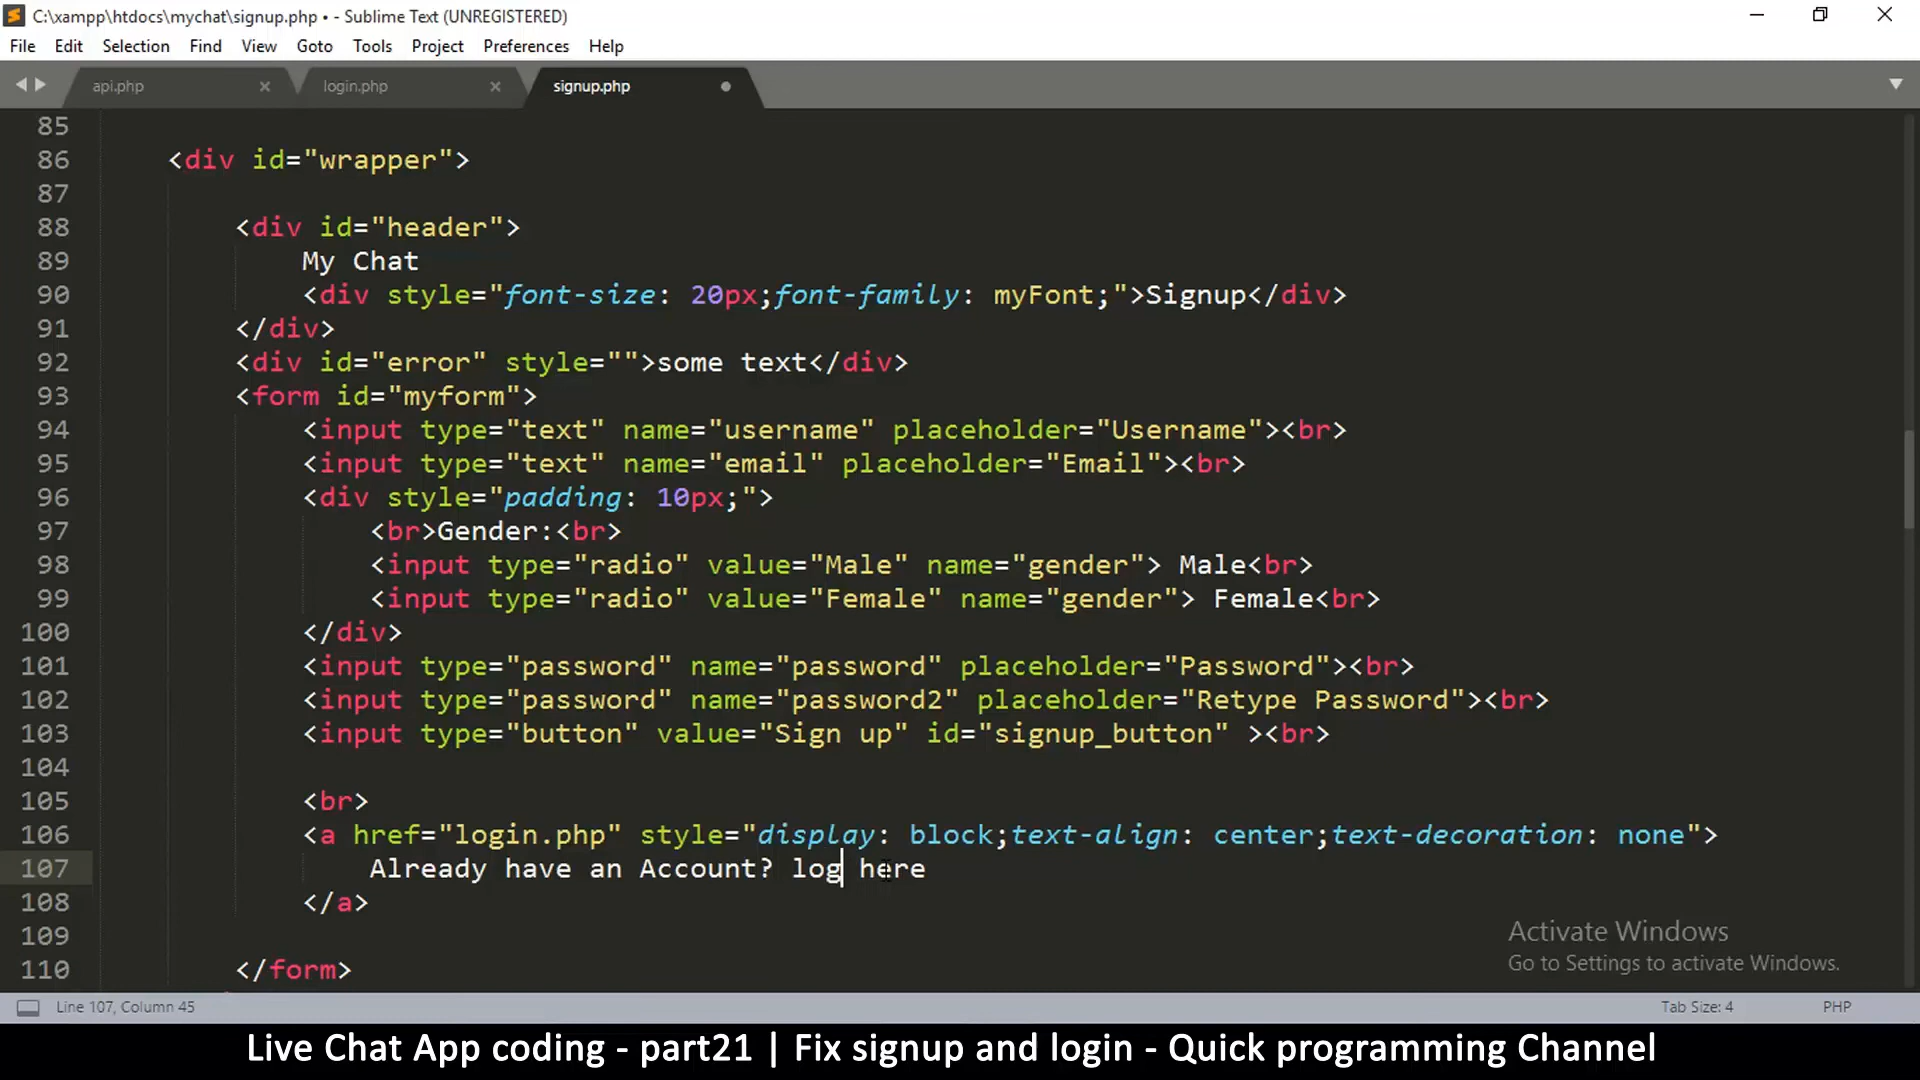 C:\xampp\htdocs\mychat\signup.php • - Sublime Text (UNREGISTERED)
File Edit Selection Find View Goto Tools Project Preferences Help
api.php login.php signup.php
85
86 <div id="wrapper">
87
88 <div id="header">
89 My Chat
90 <div style="font-size: 20px;font-family: myFont;">Signup</div>
91 </div>
92 <div id="error" style="">some text</div>
93 <form id="myform">
94 <input type="text" name="username" placeholder="Username"><br>
95 <input type="text" name="email" placeholder="Email"><br>
96 <div style="padding: 10px;">
97 <br>Gender:<br>
98 <input type="radio" value="Male" name="gender"> Male<br>
99 <input type="radio" value="Female" name="gender"> Female<br>
100 </div>
101 <input type="password" name="password" placeholder="Password"><br>
102 <input type="password" name="password2" placeholder="Retype Password"><br>
103 <input type="button" value="Sign up" id="signup_button" ><br>
104
105 <br>
106 <a href="login.php" style="display: block;text-align: center;text-decoration: none">
107 Already have an Account? log here
108 </a>
109
110 </form>
Activate Windows
Go to Settings to activate Windows.
Line 107, Column 45 Tab Size: 4 PHP
Live Chat App coding - part21 | Fix signup and login - Quick programming Channel